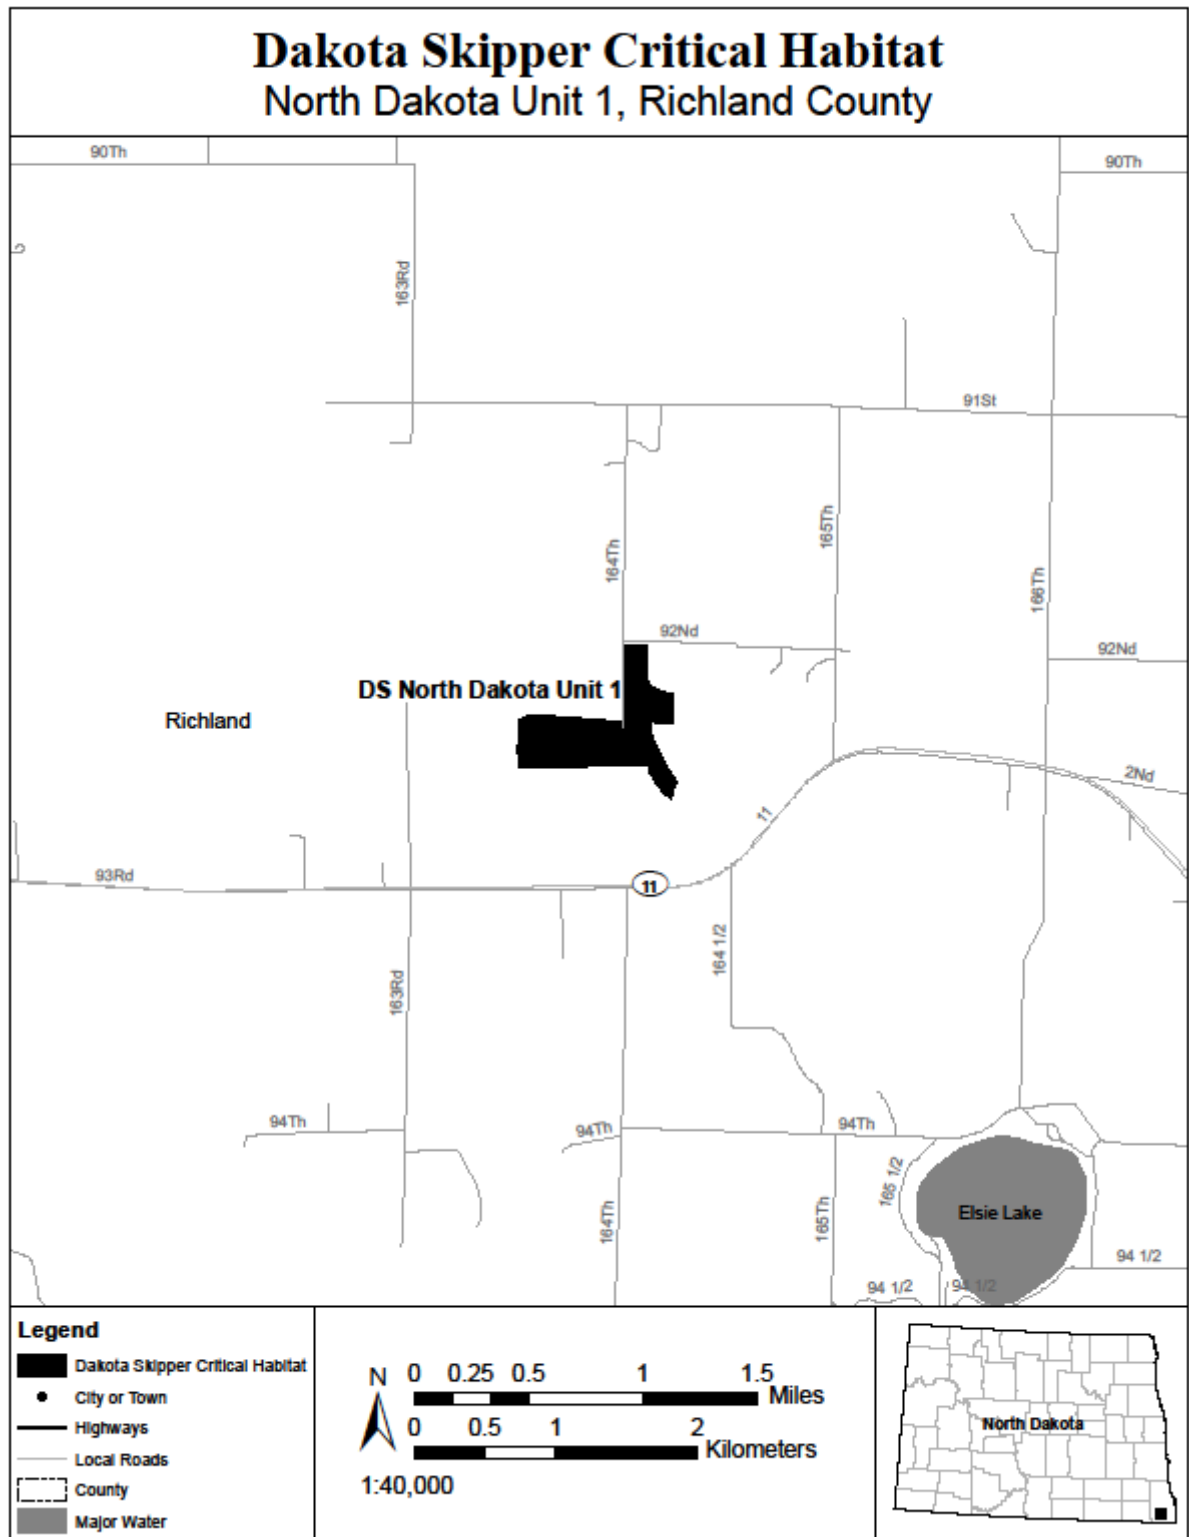 Dakota Skipper Critical Habitat
North Dakota Unit 1, Richland County
90Th
90Th
163Rd
91St
165Th
164Th
166Th
92Nd
92Nd
DS North Dakota Unit 1
Richland
2Nd
11
93Rd
11
164 1/2
163Rd
94Th
94Th
94Th
165 1/2
164Th
165Th
Elsie Lake
94 1/2
94 1/2
94 1/2
Legend
Dakota Skipper Critical Habitat
City or Town
Highways
Local Roads
County
Major Water
N
0 0.25 0.5 1 1.5
Miles
0 0.5 1 2
Kilometers
1:40,000
North Dakota